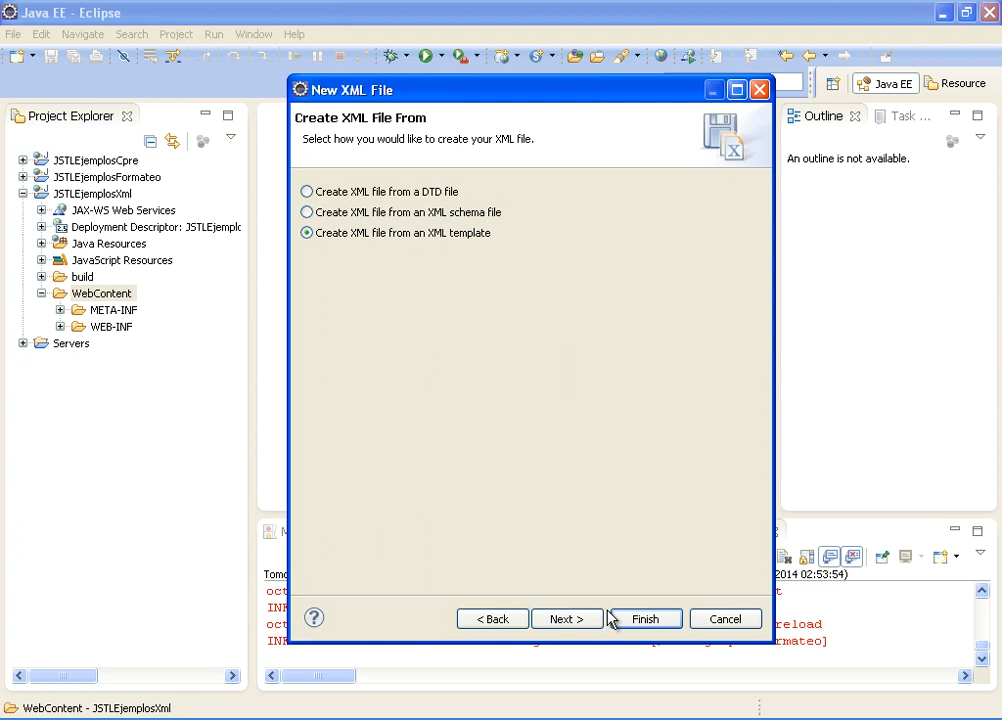 Java EE - Eclipse
File Edit Navigate Search Project Run Window Help
Java EE
Resource
Project Explorer
JSTLEjemplosCpre
JSTLEjemplosFormateo
JSTLEjemplosXml
JAX-WS Web Services
Deployment Descriptor: JSTLEjemplo
Java Resources
JavaScript Resources
build
WebContent
META-INF
WEB-INF
Servers
New XML File
Create XML File From
Select how you would like to create your XML file.
Create XML file from a DTD file
Create XML file from an XML schema file
Create XML file from an XML template
< Back
Next >
Finish
Cancel
Outline
Task ...
An outline is not available.
2014 02:53:54)
eload
rmateo]
WebContent - JSTLEjemplosXml